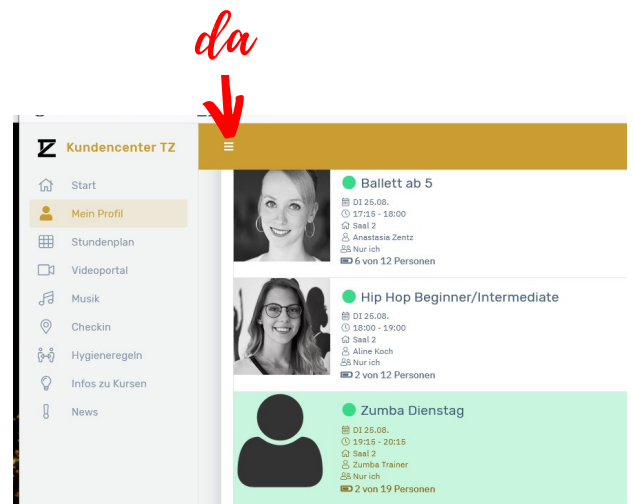 da
Kundencenter TZ
Start
Mein Profil
Stundenplan
Videoportal
Musik
Checkin
Hygieneregeln
Infos zu Kursen
News
Ballett ab 5
DI 25.08.
17:15 - 18:00
Saal 2
Anastasia Zentz
Nur ich
6 von 12 Personen
Hip Hop Beginner/Intermediate
DI 25.08.
18:00 - 19:00
Saal 2
Aline Koch
Nur ich
2 von 12 Personen
Zumba Dienstag
DI 25.08.
19:15 - 20:15
Saal 2
Zumba Trainer
Nur ich
2 von 19 Personen